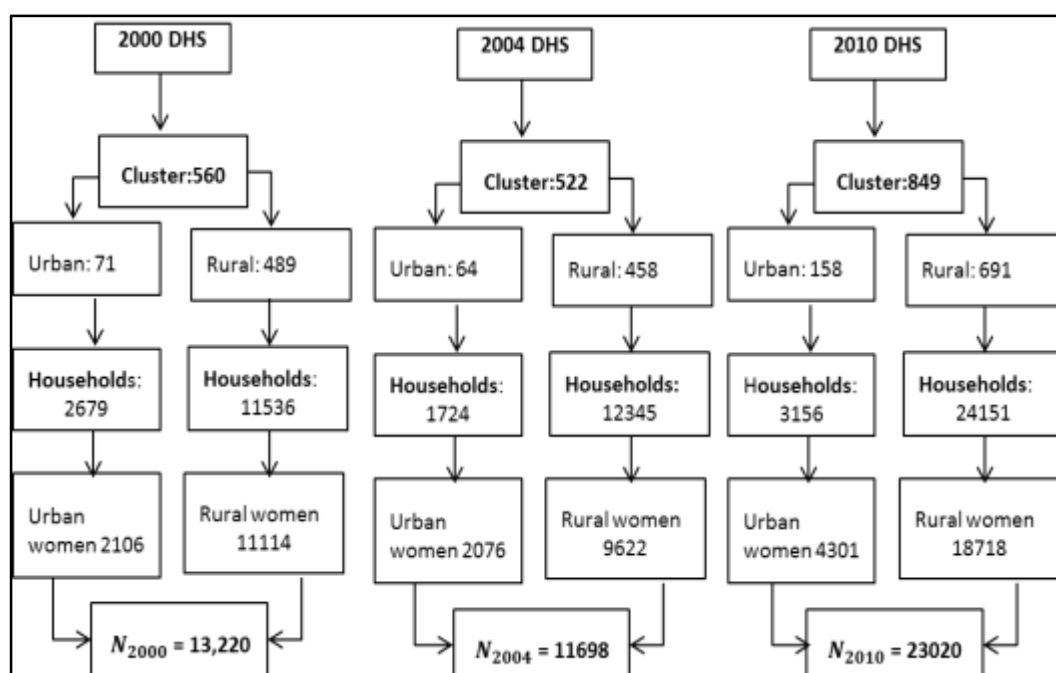 2000 DHS
Cluster:560
Urban: 71
Rural: 489
Households:
2679
Households:
11536
Urban
women 2106
Rural women
11114
N2000 = 13,220
2004 DHS
Cluster:522
Urban: 64
Rural: 458
Households:
1724
Households:
12345
Urban
women 2076
Rural women
9622
N2004 = 11698
2010 DHS
Cluster:849
Urban: 158
Rural: 691
Households:
3156
Households:
24151
Urban
women 4301
Rural women
18718
N2010 = 23020